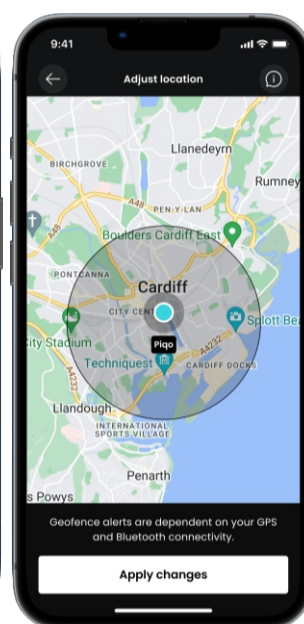 9:41
Adjust location
Llanedeyrn
BIRCHGROVE
Rumney
A48
A48
PEN-Y-LAN
Boulders Cardiff East
PONTCANNA
Cardiff
CITY CENT
City Stadium
Splott Be
Piqo
Techniquest
A4232
CARDIFF DOCKS
A4232
Llandough
INTERNATIONAL
SPORTS VILLAGE
Penarth
s Powys
Geofence alerts are dependent on your GPS
and Bluetooth connectivity.
Apply changes